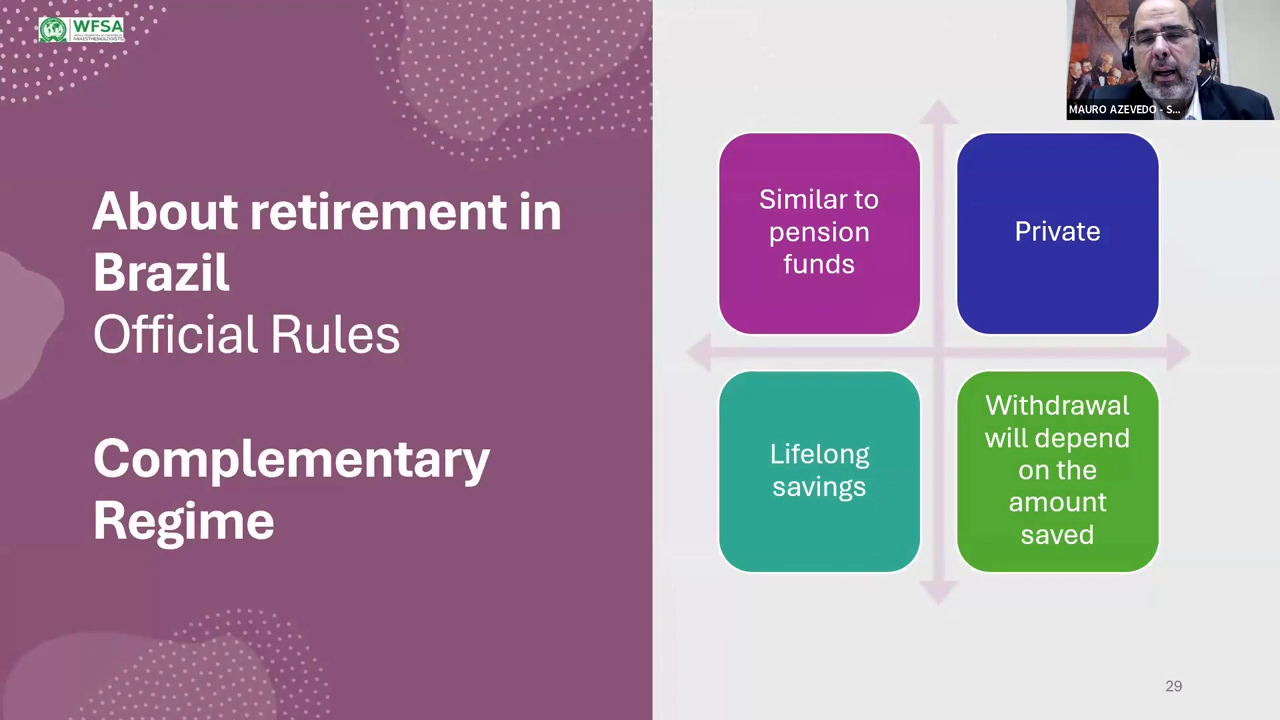 WFSA
ANAESTHESIOLOGISTS
MAURO AZEVEDO - S...
About retirement in
Brazil
Official Rules
Complementary
Regime
Similar to
pension
funds
Private
Lifelong
savings
Withdrawal
will depend
on the
amount
saved
29